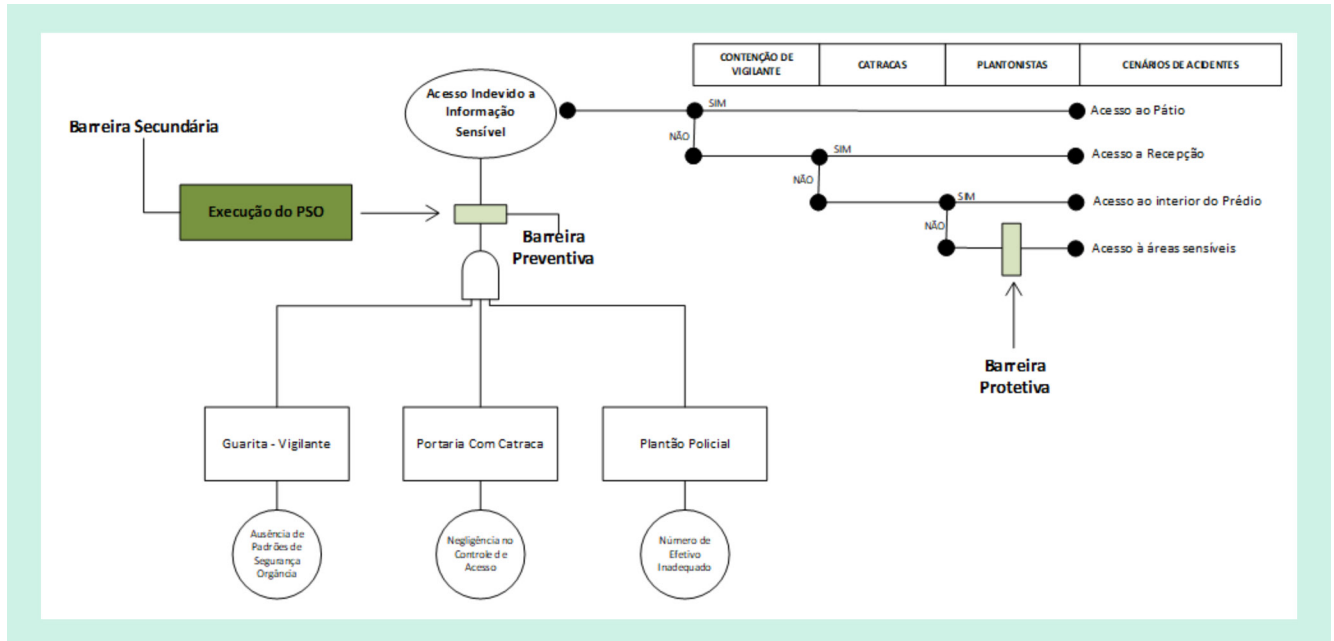 CONTENÇÃO DE
VIGILANTE
CATRACAS
PLANTONISTAS
CENÁRIOS DE ACIDENTES
Acesso Indevido a
Informação
Sensível
SIM
Acesso ao Pátio
Barreira Secundária
NÃO
SIM
Acesso a Recepção
NÃO
SIM
Acesso ao interior do Prédio
Execução do PSO
NÃO
Barreira
Preventiva
Acesso à áreas sensíveis
Barreira
Protetiva
Guarita - Vigilante
Portaria Com Catraca
Plantão Policial
Ausência de
Padrões de
Segurança
Orgância
Negligência no
Controle de
Acesso
Número de
Efetivo
Inadequado